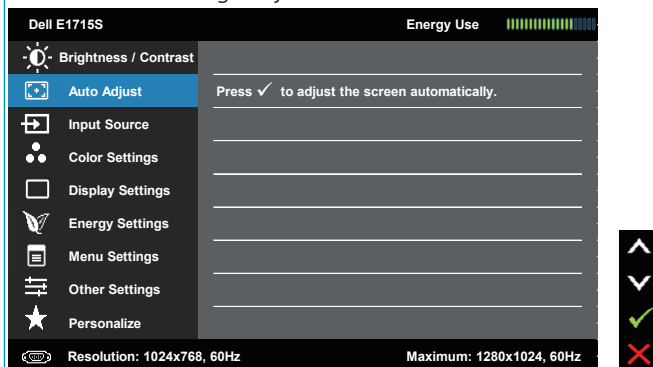 Dell E1715S Energy Use
Brightness / Contrast
Auto Adjust Press ✓ to adjust the screen automatically.
Input Source
Color Settings
Display Settings
Energy Settings
Menu Settings
Other Settings
Personalize
Resolution: 1024x768, 60Hz Maximum: 1280x1024, 60Hz